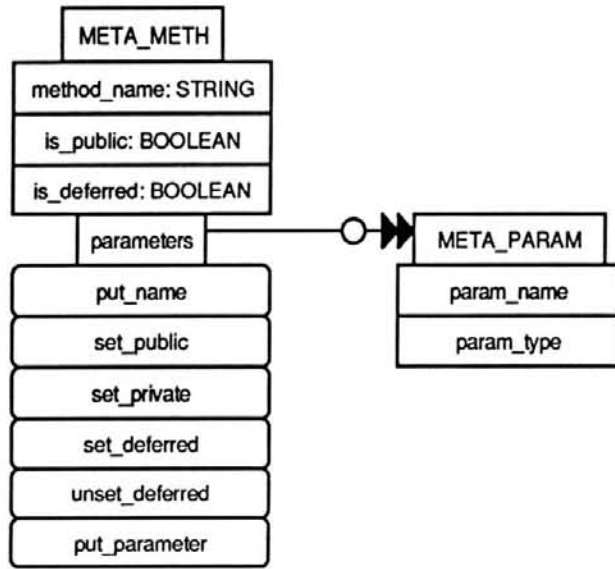 META_METH
method_name: STRING
is_public: BOOLEAN
is_deferred: BOOLEAN
parameters
META_PARAM
put_name
param_name
set_public
param_type
set_private
set_deferred
unset_deferred
put_parameter